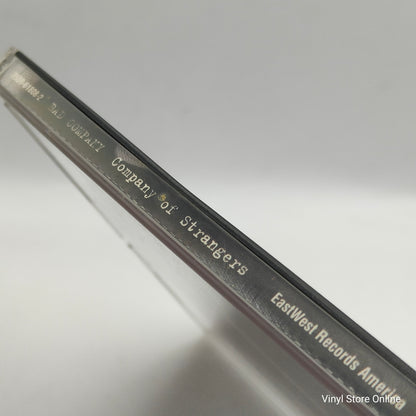 BAD COMPANY Company of Strangers EastWest Records America
Vinyl Store Online